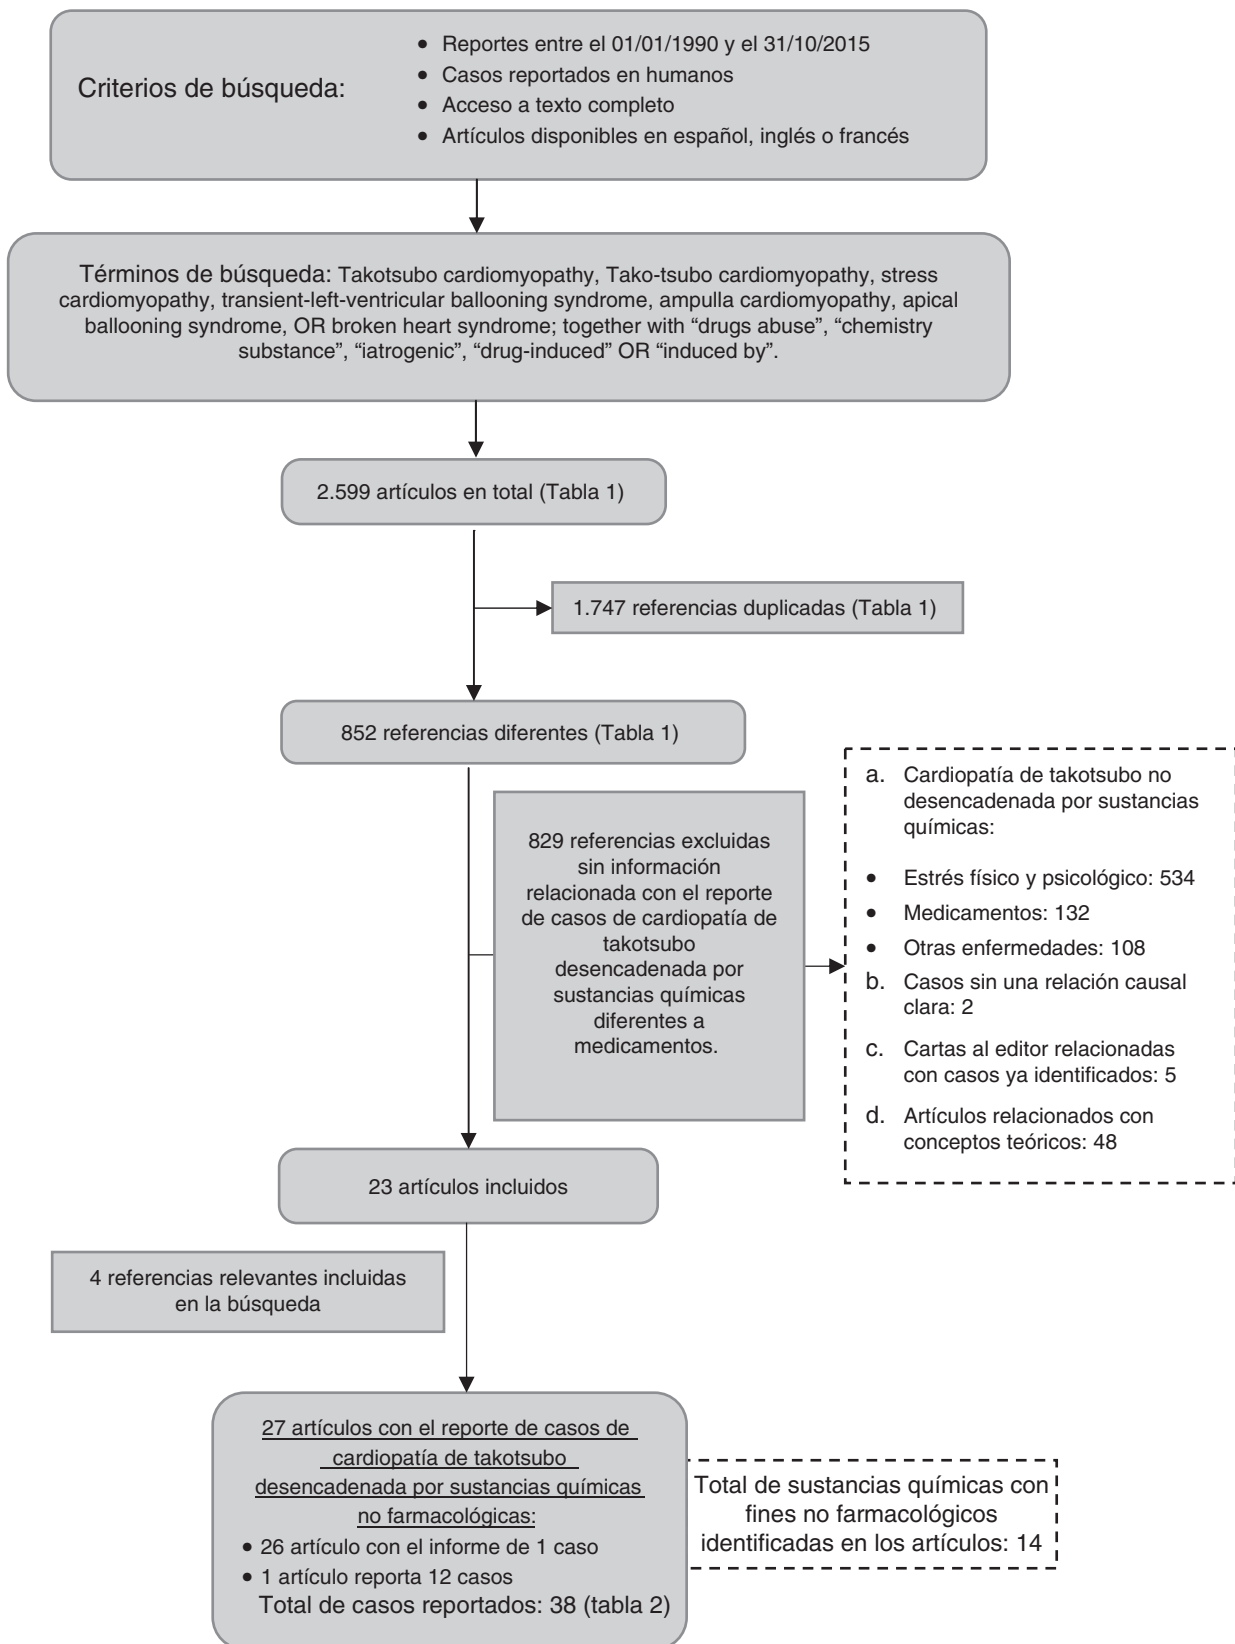 Criterios de búsqueda:
• Reportes entre el 01/01/1990 y el 31/10/2015
• Casos reportados en humanos
• Acceso a texto completo
• Artículos disponibles en español, inglés o francés
Términos de búsqueda: Takotsubo cardiomyopathy, Tako-tsubo cardiomyopathy, stress
cardiomyopathy, transient-left-ventricular ballooning syndrome, ampulla cardiomyopathy, apical
ballooning syndrome, OR broken heart syndrome; together with “drugs abuse”, “chemistry
substance”, “iatrogenic”, “drug-induced” OR “induced by”.
2.599 artículos en total (Tabla 1)
1.747 referencias duplicadas (Tabla 1)
852 referencias diferentes (Tabla 1)
829 referencias excluidas
sin información
relacionada con el reporte
de casos de cardiopatía de
takotsubo
desencadenada por
sustancias químicas
diferentes a
medicamentos.
a. Cardiopatía de takotsubo no
desencadenada por sustancias
químicas:
• Estrés físico y psicológico: 534
• Medicamentos: 132
• Otras enfermedades: 108
b. Casos sin una relación causal
clara: 2
c. Cartas al editor relacionadas
con casos ya identificados: 5
d. Artículos relacionados con
conceptos teóricos: 48
23 artículos incluidos
4 referencias relevantes incluidas
en la búsqueda
27 artículos con el reporte de casos de
cardiopatía de takotsubo
desencadenada por sustancias químicas
no farmacológicas:
• 26 artículo con el informe de 1 caso
• 1 artículo reporta 12 casos
Total de casos reportados: 38 (tabla 2)
Total de sustancias químicas con
fines no farmacológicos
identificadas en los artículos: 14